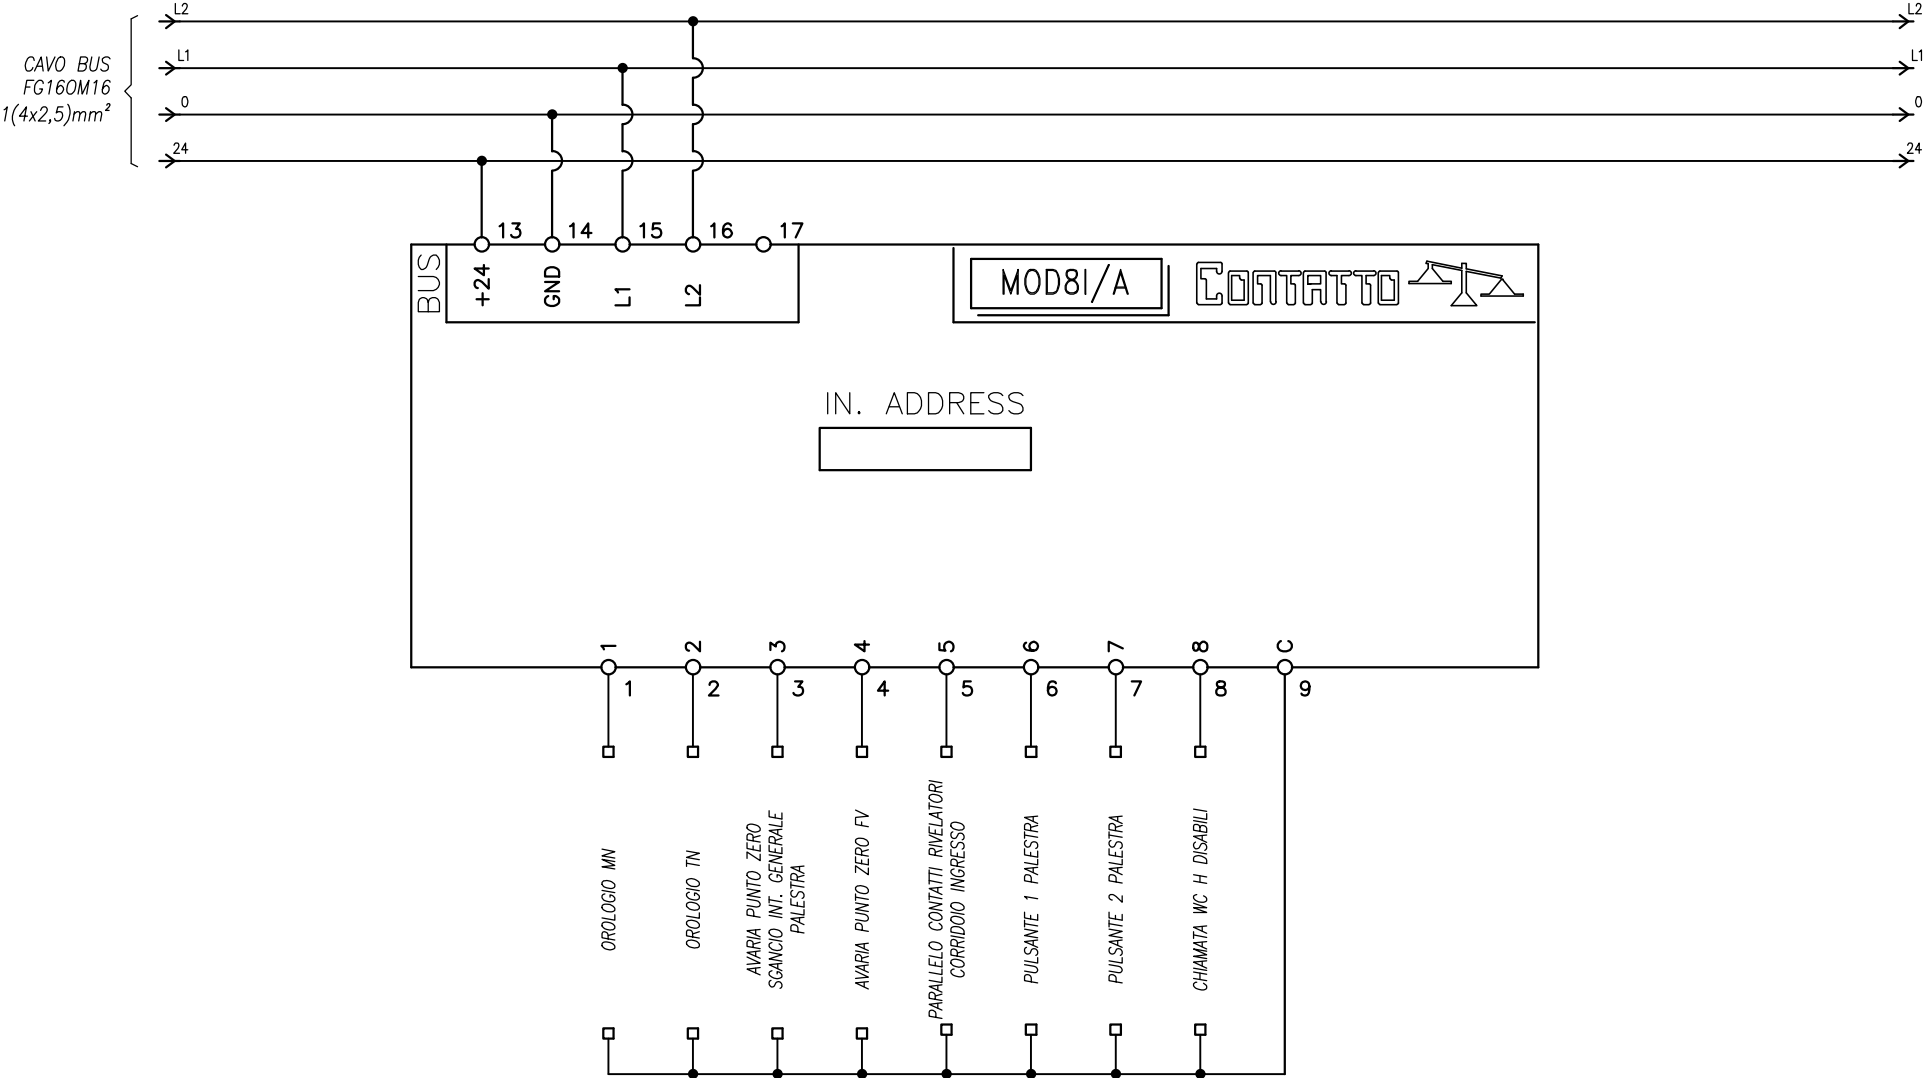 L2
L2
CAVO BUS
L1
L1
FG16OM16
1(4x2,5)mm²
0
0
24
24
13
14
15
16
17
BUS
+24
GND
L1
L2
MOD8I/A
CONTATTO
IN. ADDRESS
1
2
3
4
5
6
7
8
C
1
2
3
4
5
6
7
8
9
OROLOGIO MN
OROLOGIO TN
AVARIA PUNTO ZERO
SGANCIO INT. GENERALE
PALESTRA
AVARIA PUNTO ZERO FV
PARALLELO CONTATTI RIVELATORI
CORRIDOIO INGRESSO
PULSANTE 1 PALESTRA
PULSANTE 2 PALESTRA
CHIAMATA WC H DISABILI